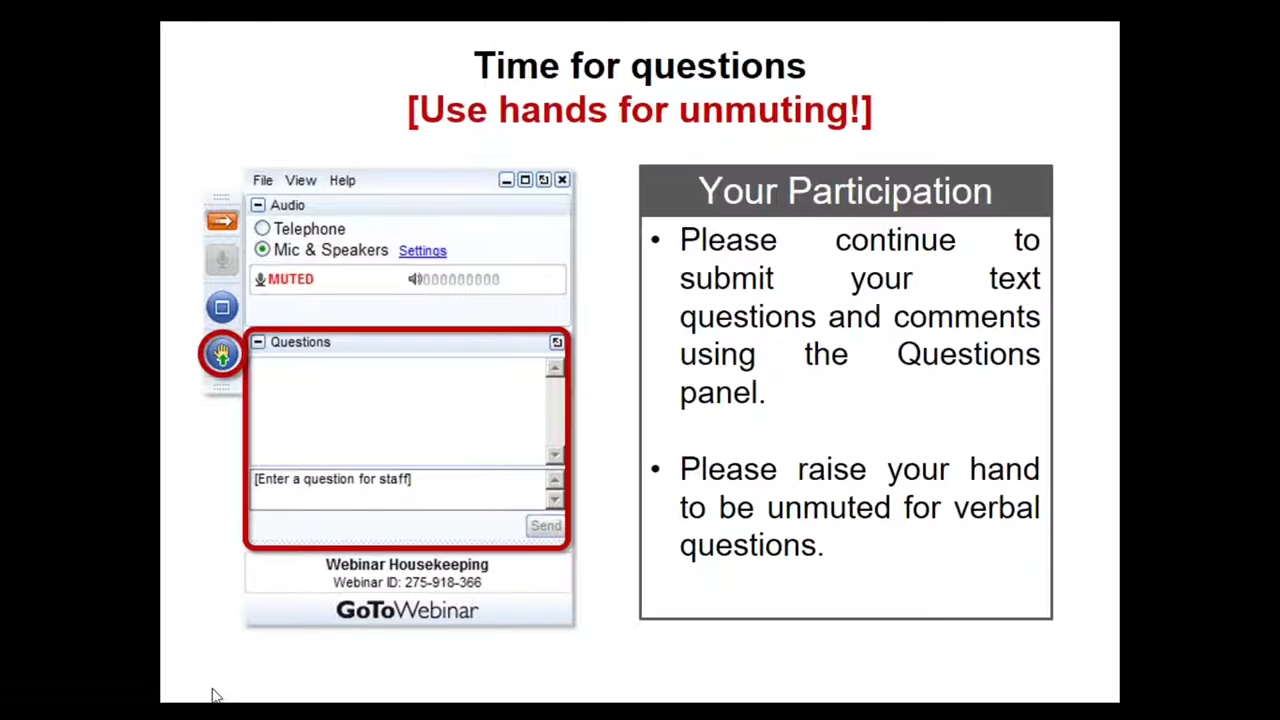 Time for questions
[Use hands for unmuting!]
File View Help
Audio
Telephone
Mic & Speakers Settings
MUTED 000000000
Questions
[Enter a question for staff]
Send
Webinar Housekeeping
Webinar ID: 275-918-366
GoToWebinar
Your Participation
• Please continue to
submit your text
questions and comments
using the Questions
panel.
• Please raise your hand
to be unmuted for verbal
questions.